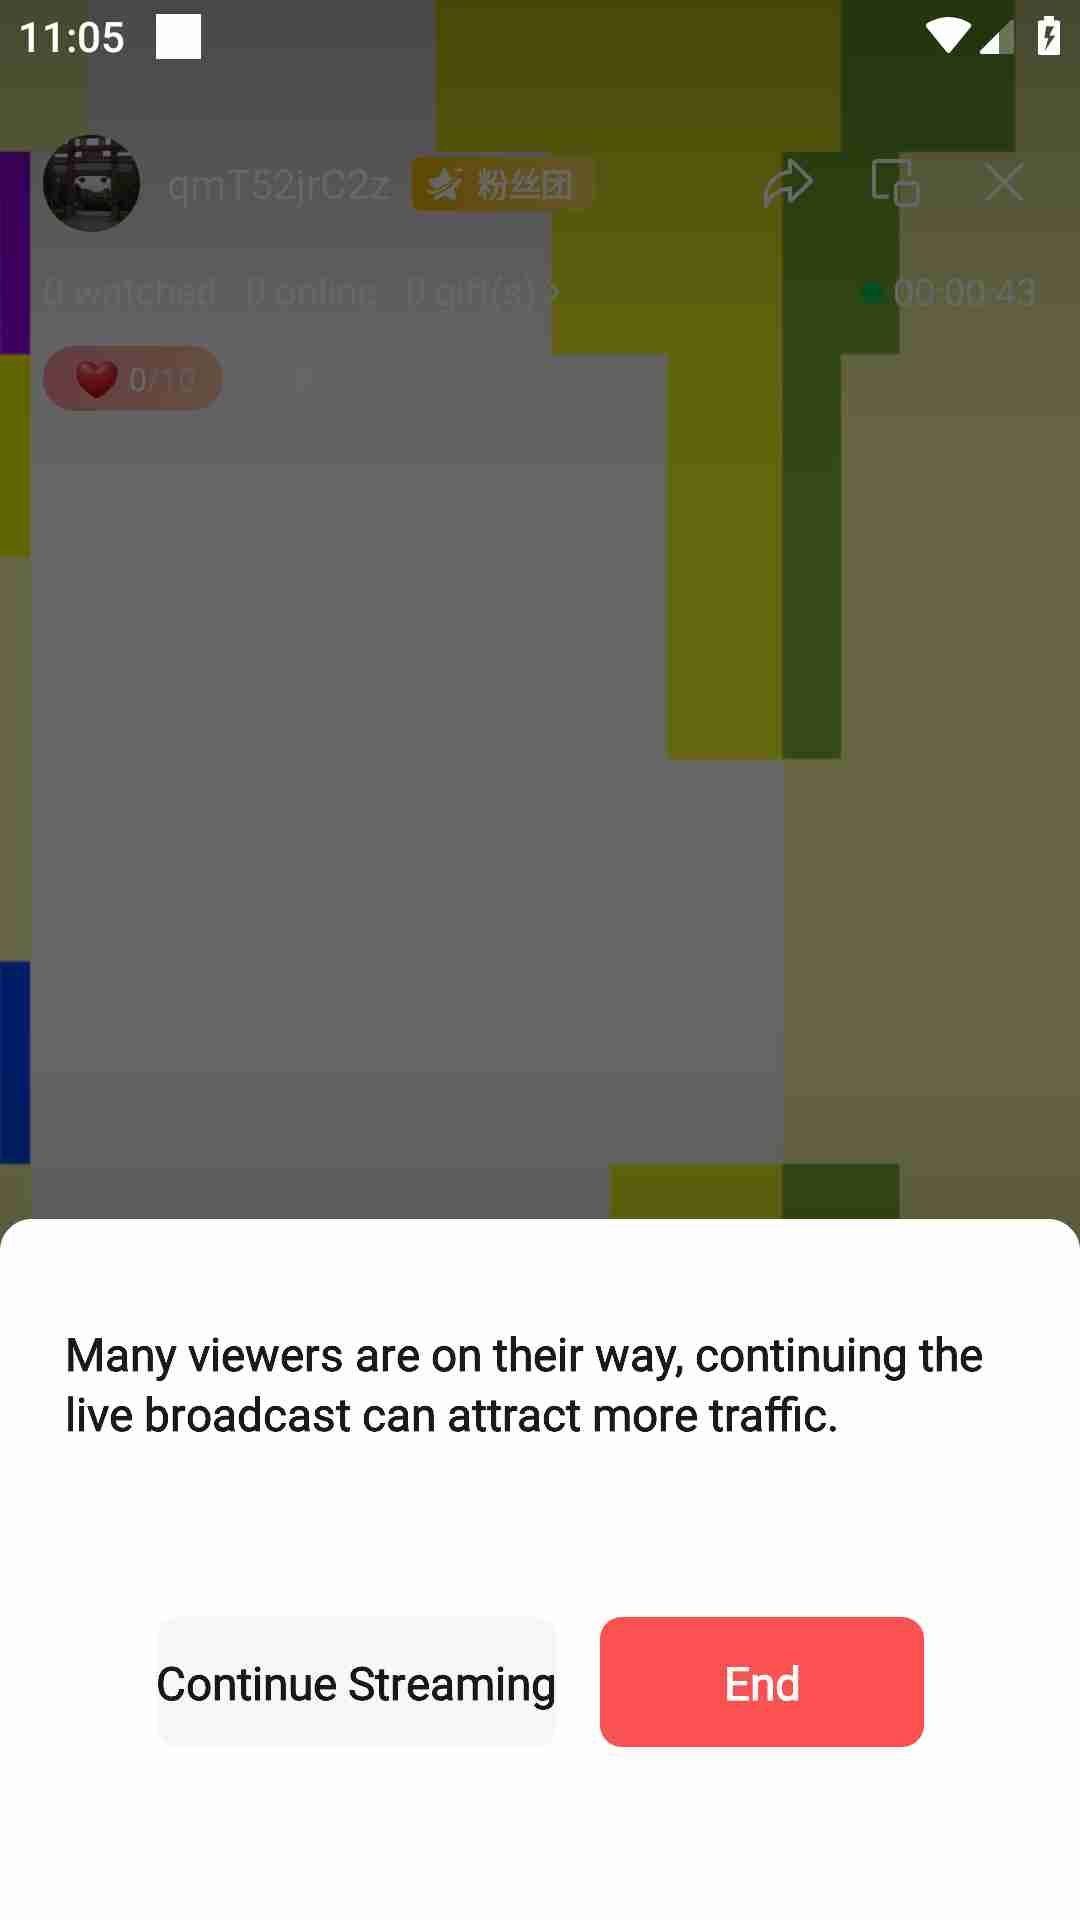 11:05
qmT52jrC2z 粉丝团
0 watched 0 online 0 gift(s) 00:00:43
0/10
Many viewers are on their way, continuing the
live broadcast can attract more traffic.
Continue Streaming End